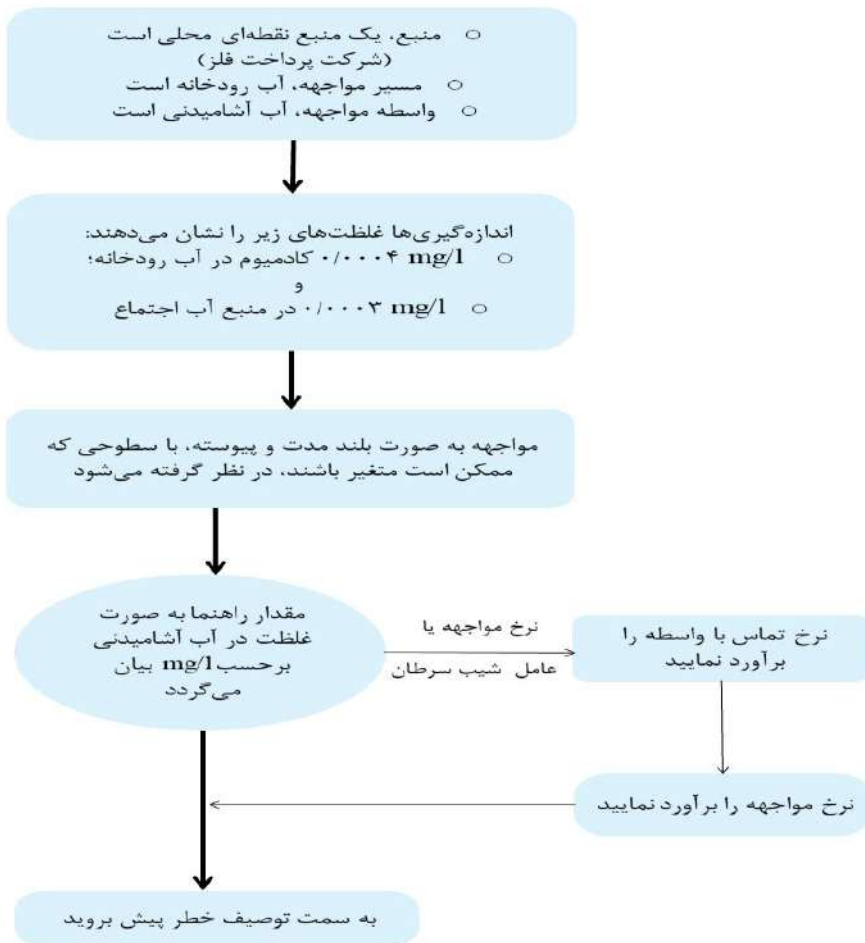 ○ منبع، یک منبع نقطه‌ای محلی است
(شرکت پرداخت فلز)
○ مسیر مواجهه، آب رودخانه است
○ واسطه مواجهه، آب آشامیدنی است
اندازه‌گیری‌ها غلظت‌های زیر را نشان می‌دهند:
○ ۰/۰۰۰۴ mg/l کادمیوم در آب رودخانه؛
و
○ ۰/۰۰۰۳ mg/l در منبع آب اجتماع
مواجهه به صورت بلند مدت و پیوسته، با سطوحی که
ممکن است متغیر باشند، در نظر گرفته می‌شود
مقدار راهنما به صورت
غلظت در آب آشامیدنی
برحسب mg/l بیان
می‌گردد
نرخ مواجهه یا
عامل شیب سرطان
نرخ تماس با واسطه را
برآورد نمایید
نرخ مواجهه را برآورد نمایید
به سمت توصیف خطر پیش بروید